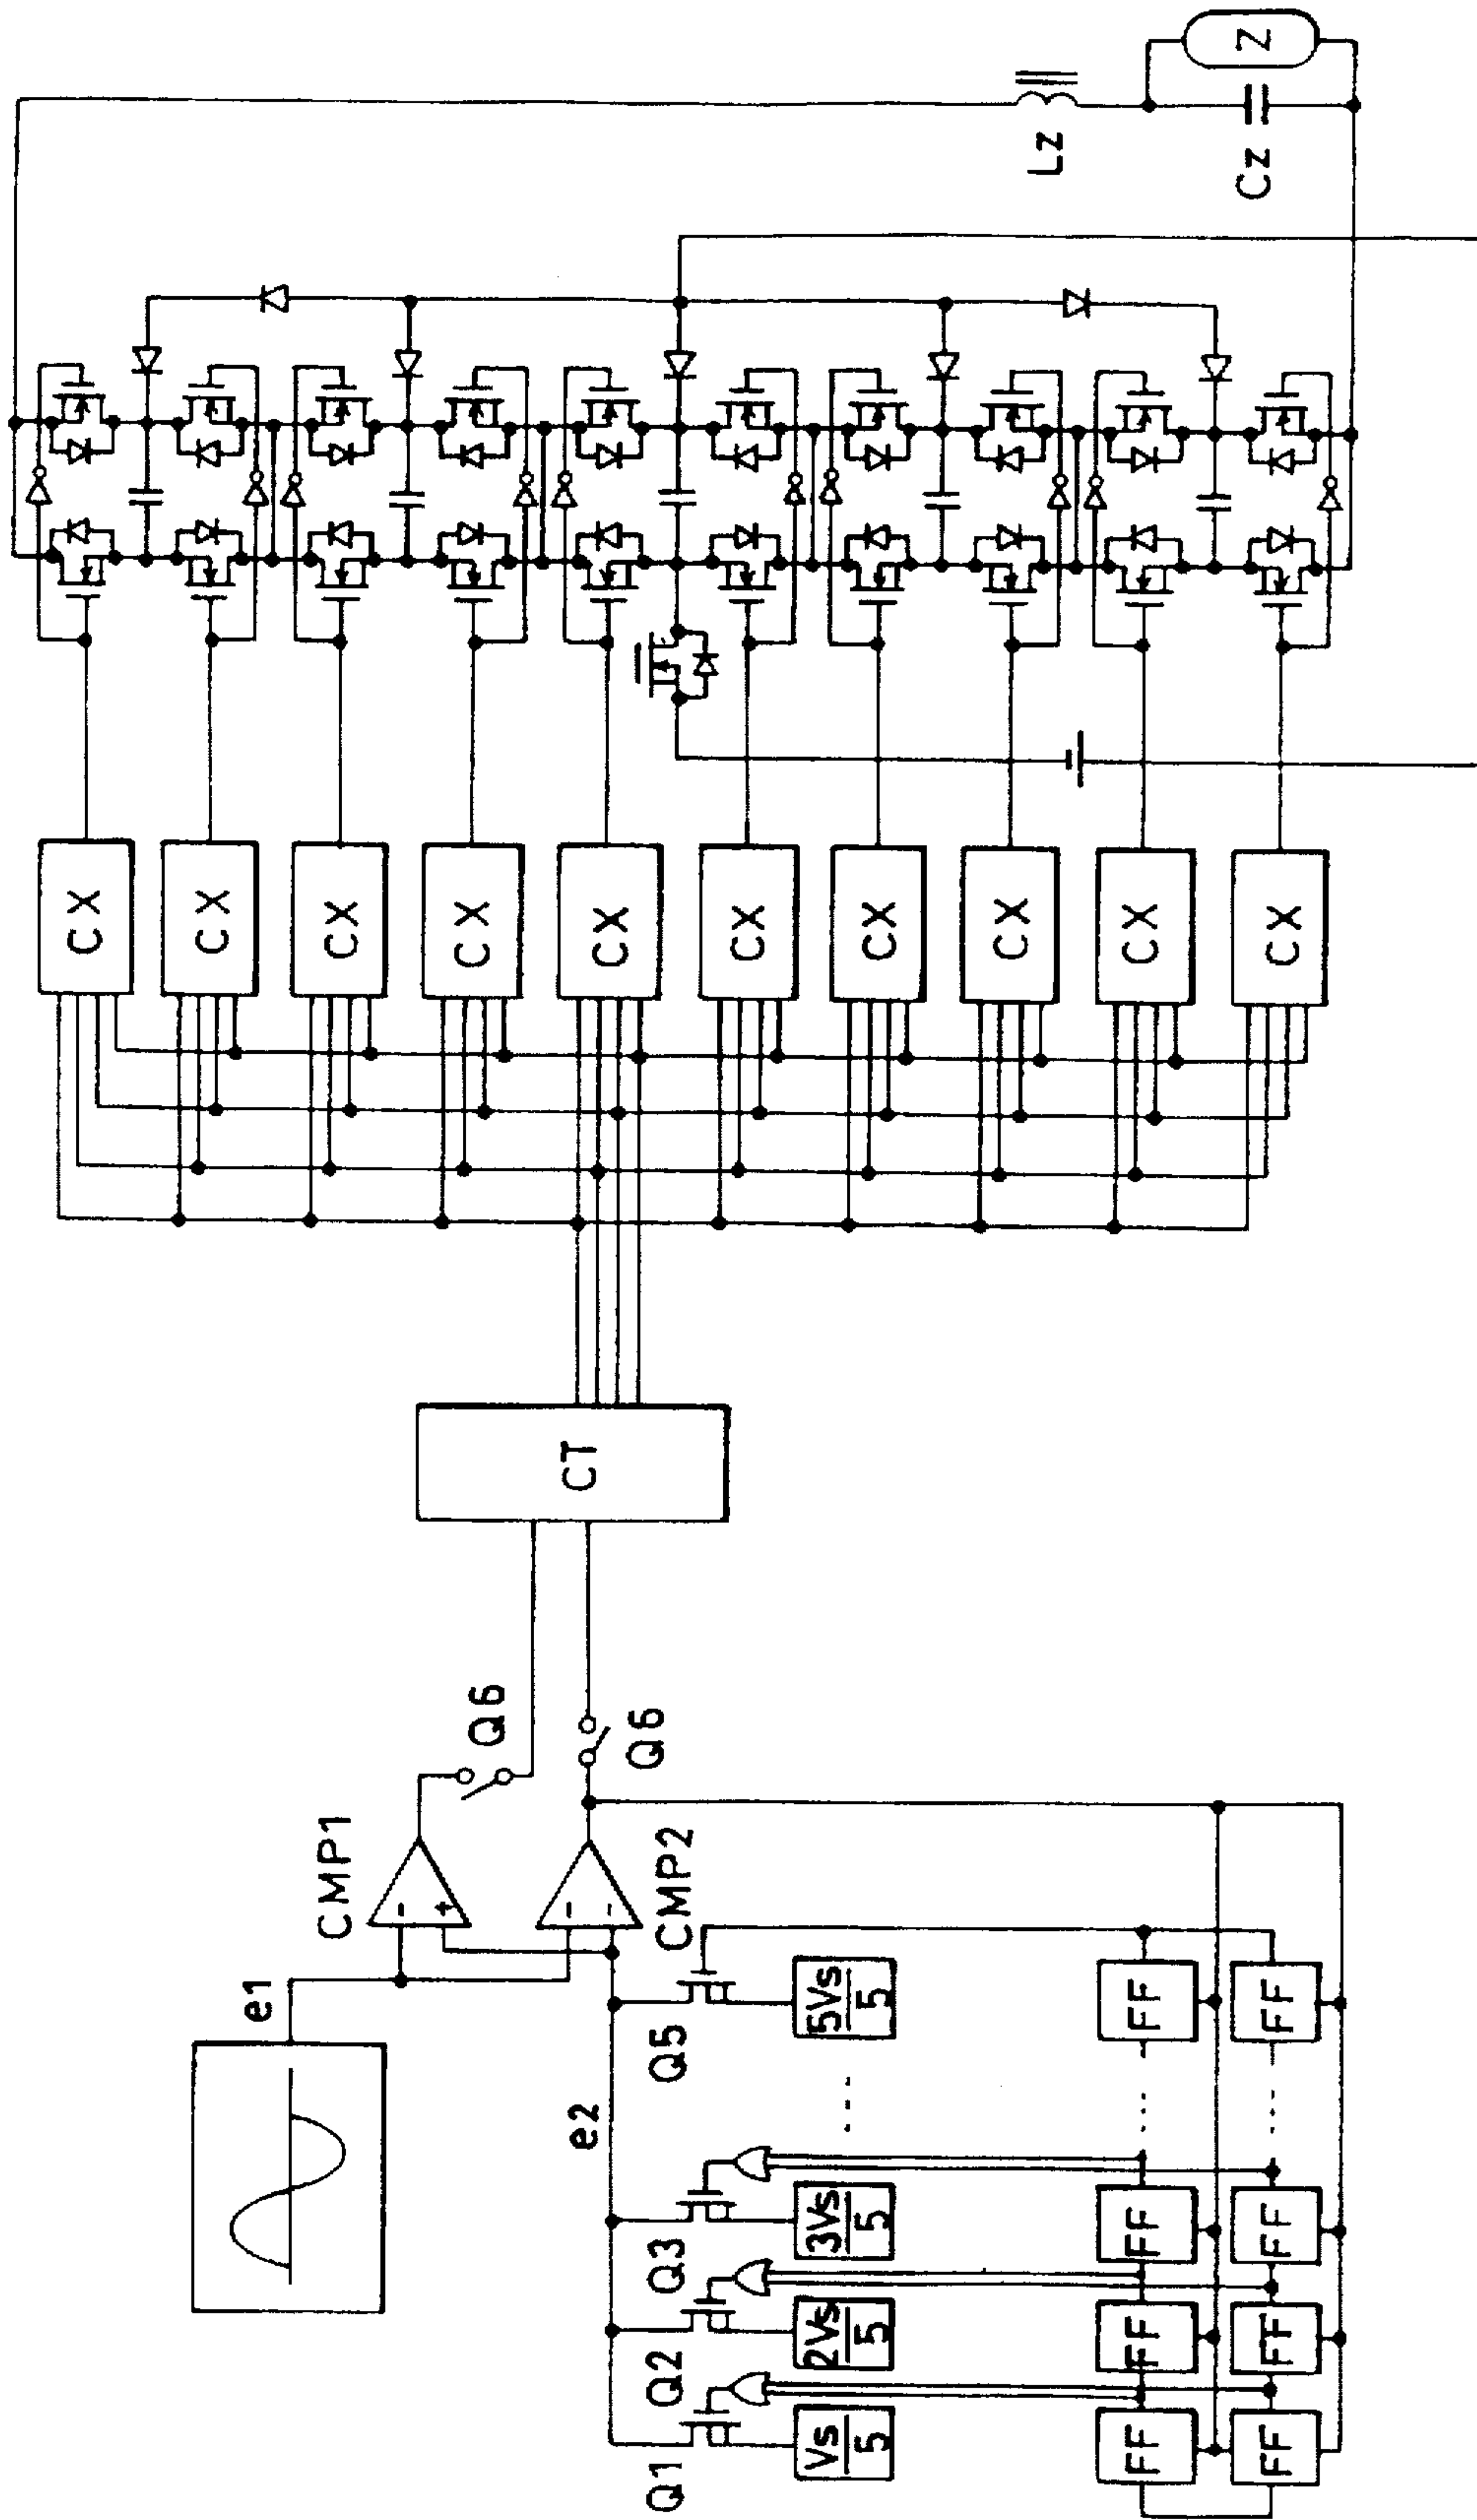 e1
CMP1
-
+
Q6
CMP2
-
-
Q6
e2
Q1
Q2
Q3
Q5
Vs
5
2Vs
5
3Vs
5
...
5Vs
5
FF
FF
FF
...
FF
FF
FF
FF
...
FF
CT
CX
CX
CX
CX
CX
CX
CX
CX
CX
CX
Lz
Cz
Z